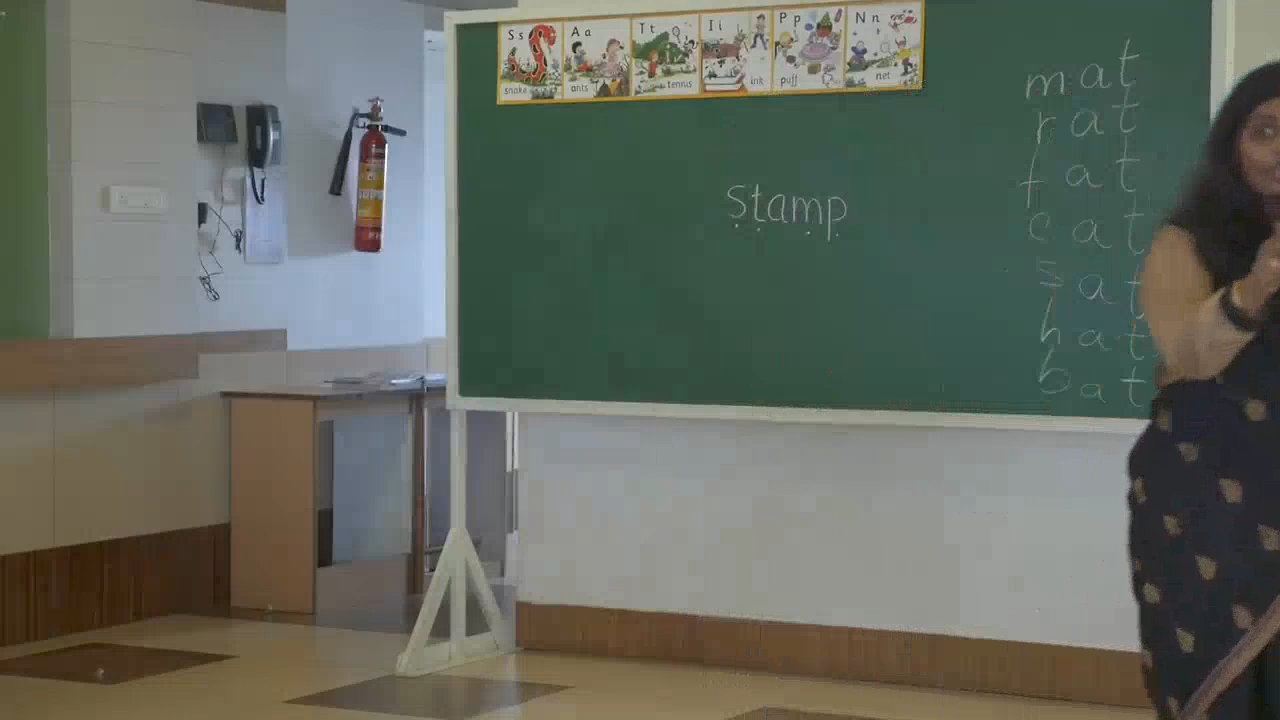 Ss Aa Tt Ii Pp Nn
snake ants tennis ink puff net
stamp
mat
rat
fat
cat
sat
hat
bat